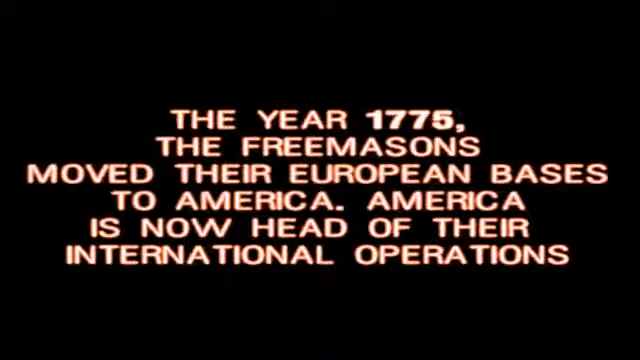 THE YEAR 1775,
THE FREEMASONS
MOVED THEIR EUROPEAN BASES
TO AMERICA. AMERICA
IS NOW HEAD OF THEIR
INTERNATIONAL OPERATIONS